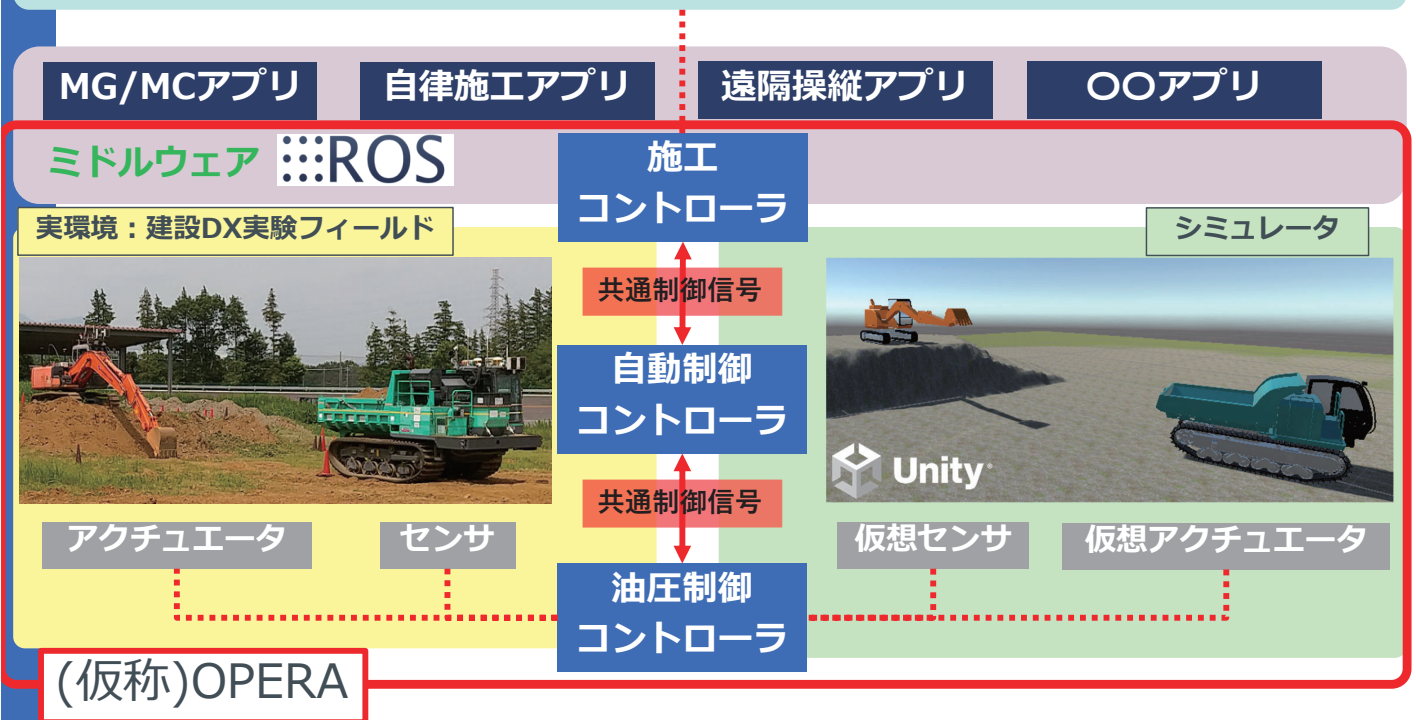 MG/MCアプリ
自律施工アプリ
遠隔操縦アプリ
〇〇アプリ
ミドルウェア
ROS
施工
コントローラ
実環境：建設DX実験フィールド
シミュレータ
共通制御信号
自動制御
コントローラ
Unity
共通制御信号
アクチュエータ
センサ
仮想センサ
仮想アクチュエータ
油圧制御
コントローラ
(仮称)OPERA